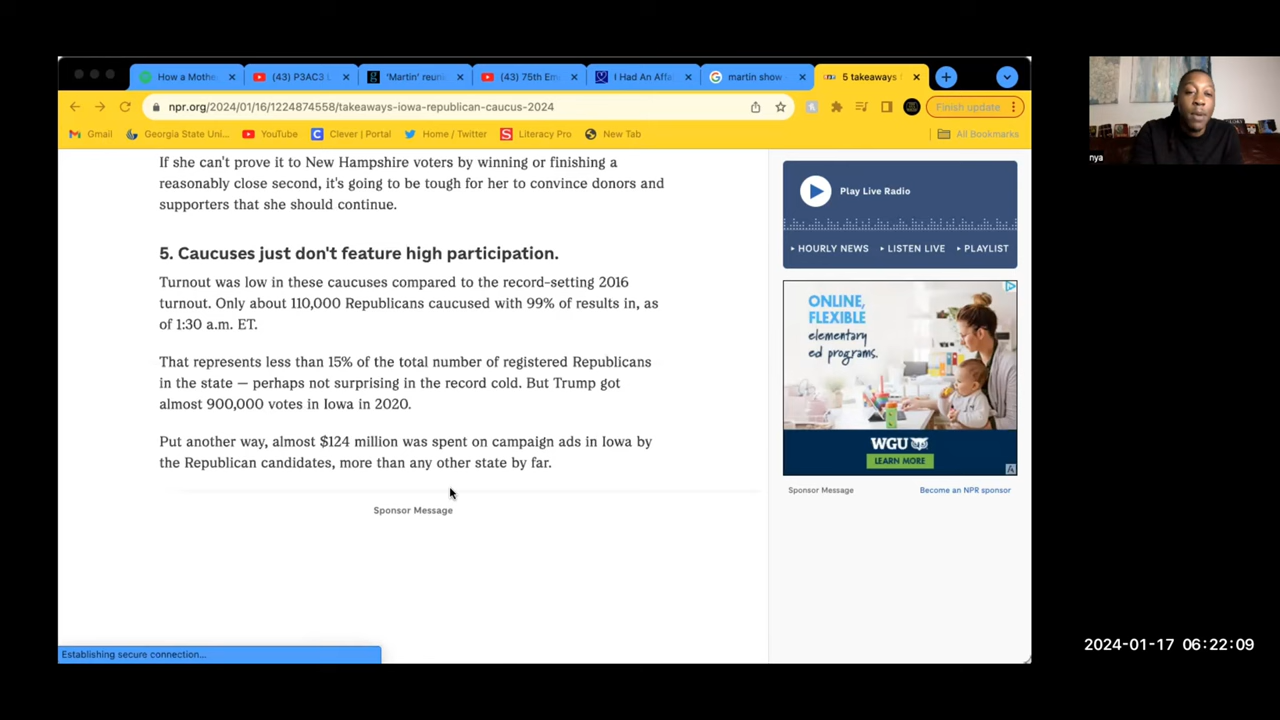 How a Mothe
(43) P3AC3 L
'Martin' reuni
(43) 75th Em
I Had An Affa
martin show
5 takeaways
npr.org/2024/01/16/1224874558/takeaways-iowa-republican-caucus-2024
Finish update
Gmail
Georgia State Uni...
YouTube
Clever | Portal
Home / Twitter
Literacy Pro
New Tab
All Bookmarks
If she can't prove it to New Hampshire voters by winning or finishing a
reasonably close second, it's going to be tough for her to convince donors and
supporters that she should continue.
5. Caucuses just don't feature high participation.
Turnout was low in these caucuses compared to the record-setting 2016
turnout. Only about 110,000 Republicans caucused with 99% of results in, as
of 1:30 a.m. ET.
That represents less than 15% of the total number of registered Republicans
in the state — perhaps not surprising in the record cold. But Trump got
almost 900,000 votes in Iowa in 2020.
Put another way, almost $124 million was spent on campaign ads in Iowa by
the Republican candidates, more than any other state by far.
Sponsor Message
Establishing secure connection...
Play Live Radio
HOURLY NEWS
LISTEN LIVE
PLAYLIST
ONLINE,
FLEXIBLE
elementary
ed programs.
WGU
LEARN MORE
Sponsor Message
Become an NPR sponsor
nya
2024-01-17 06:22:09